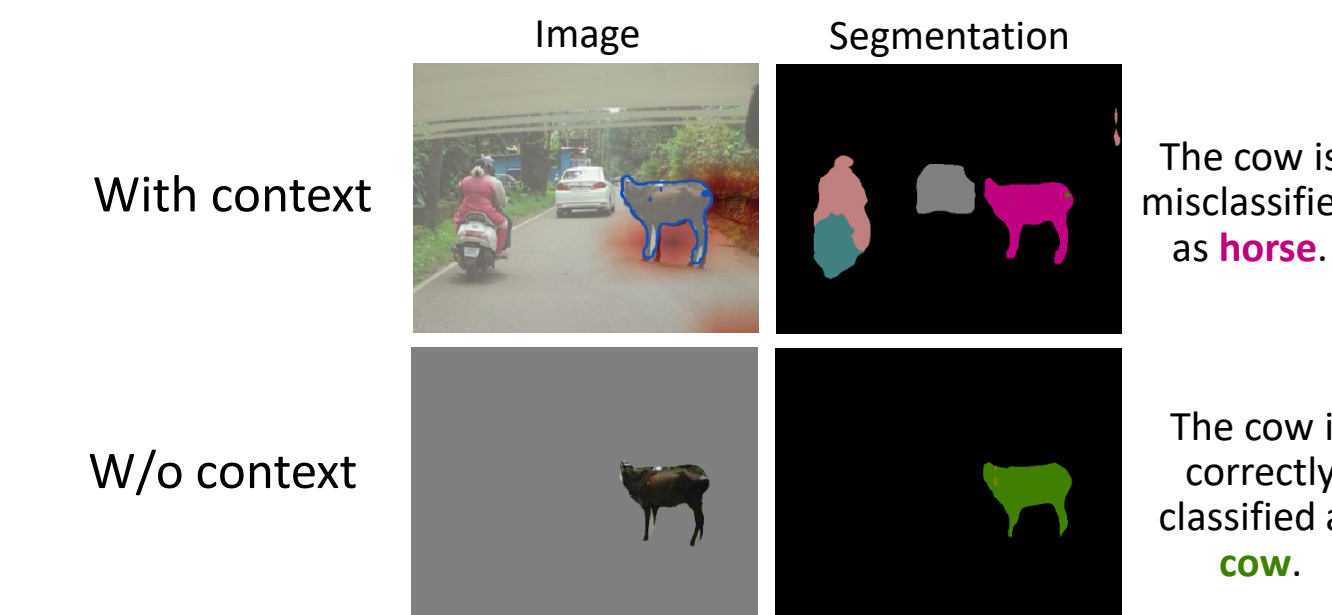 Image
Segmentation
With context
The cow is
misclassifie
as horse.
W/o context
The cow i
correctly
classified a
cow.